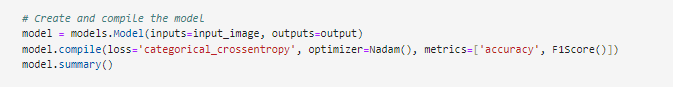 # Create and compile the model
model = models.Model(inputs=input_image, outputs=output)
model.compile(loss='categorical_crossentropy', optimizer=Nadam(), metrics=['accuracy', F1Score()])
model.summary()